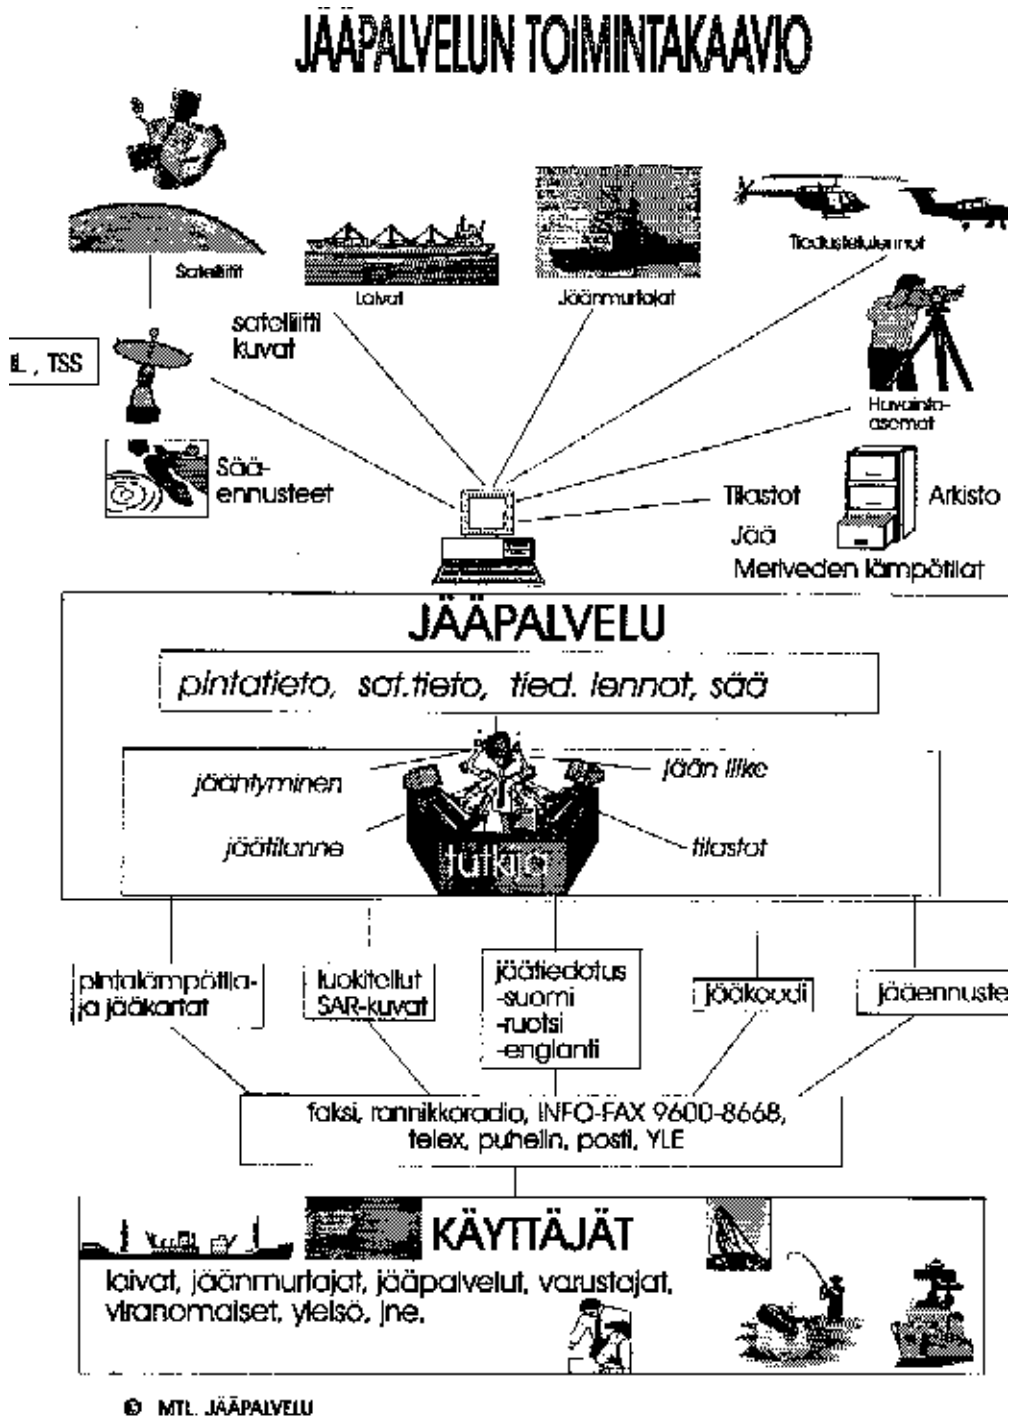 JÄÄPALVELUN TOIMINTAKAAVIO
Satelliitit
Laivat
Jäänmurtajat
Tiedustelulennot
satelliitti
kuvat
TSS
Havainto-
asemat
Sää-
ennusteet
Tilastot
Arkisto
Jää
Meriveden lämpötilat
JÄÄPALVELU
pintatieto, sat.tieto, tied. lennot, sää
jäähtyminen
jään liike
jäätilanne
tilastot
tutkija
pintalämpötila-
ja jääkartat
luokitellut
SAR-kuvat
jäätiedotus
-suomi
-ruotsi
-englanti
jääkoodi
jääennuste
faksi, rannikkoradio, INFO-FAX 9600-8668,
telex, puhelin, posti, YLE
KÄYTTÄJÄT
laivat, jäänmurtajat, jääpalvelut, varustajat,
viranomaiset, yleisö, jne.
© MTL JÄÄPALVELU